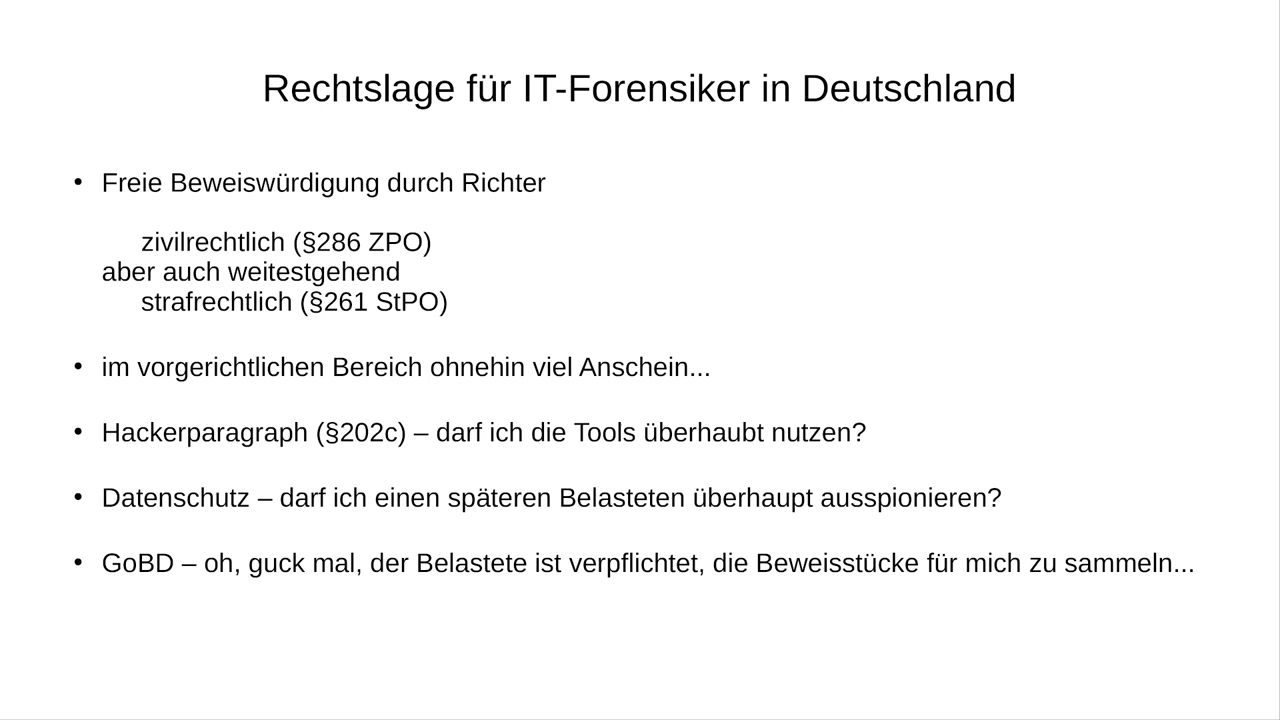 Rechtslage für IT-Forensiker in Deutschland
• Freie Beweiswürdigung durch Richter
zivilrechtlich (§286 ZPO)
aber auch weitestgehend
strafrechtlich (§261 StPO)
• im vorgerichtlichen Bereich ohnehin viel Anschein...
• Hackerparagraph (§202c) – darf ich die Tools überhaubt nutzen?
• Datenschutz – darf ich einen späteren Belasteten überhaupt ausspionieren?
• GoBD – oh, guck mal, der Belastete ist verpflichtet, die Beweisstücke für mich zu sammeln...